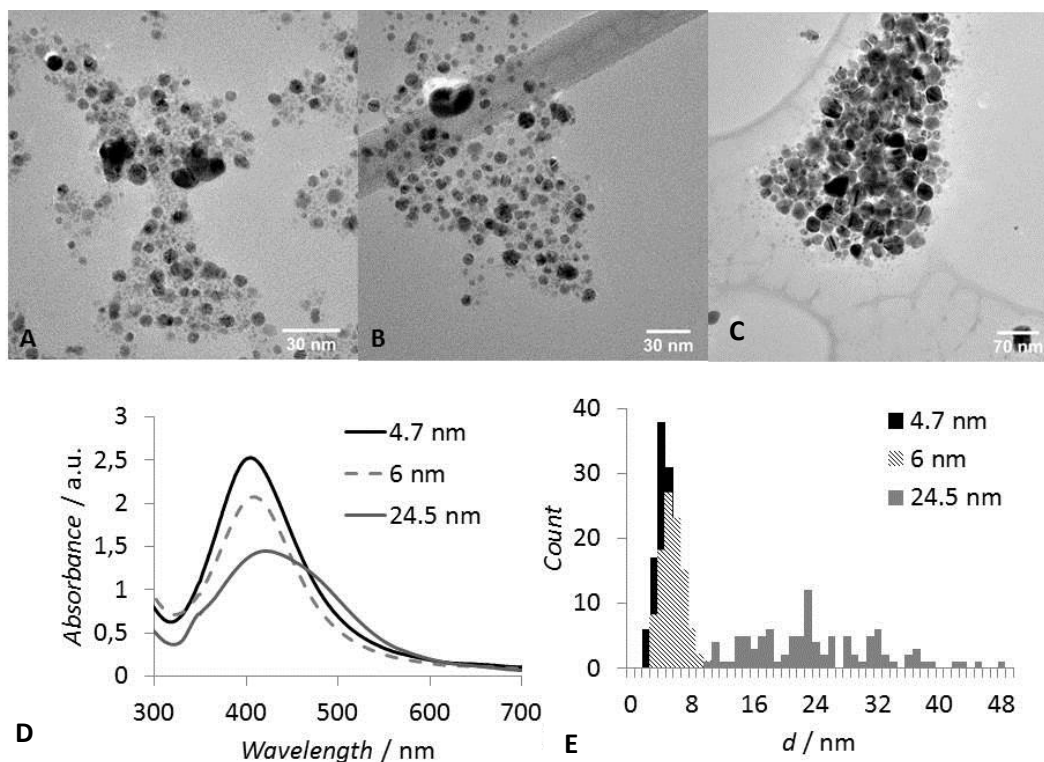 A
30 nm
B
30 nm
C
70 nm
3
2,5
2
1,5
1
0,5
0
Absorbance / a.u.
4.7 nm
6 nm
24.5 nm
300
400
500
600
700
D
Wavelength / nm
40
30
20
10
0
Count
4.7 nm
6 nm
24.5 nm
0
8
16
24
32
40
48
E
d / nm